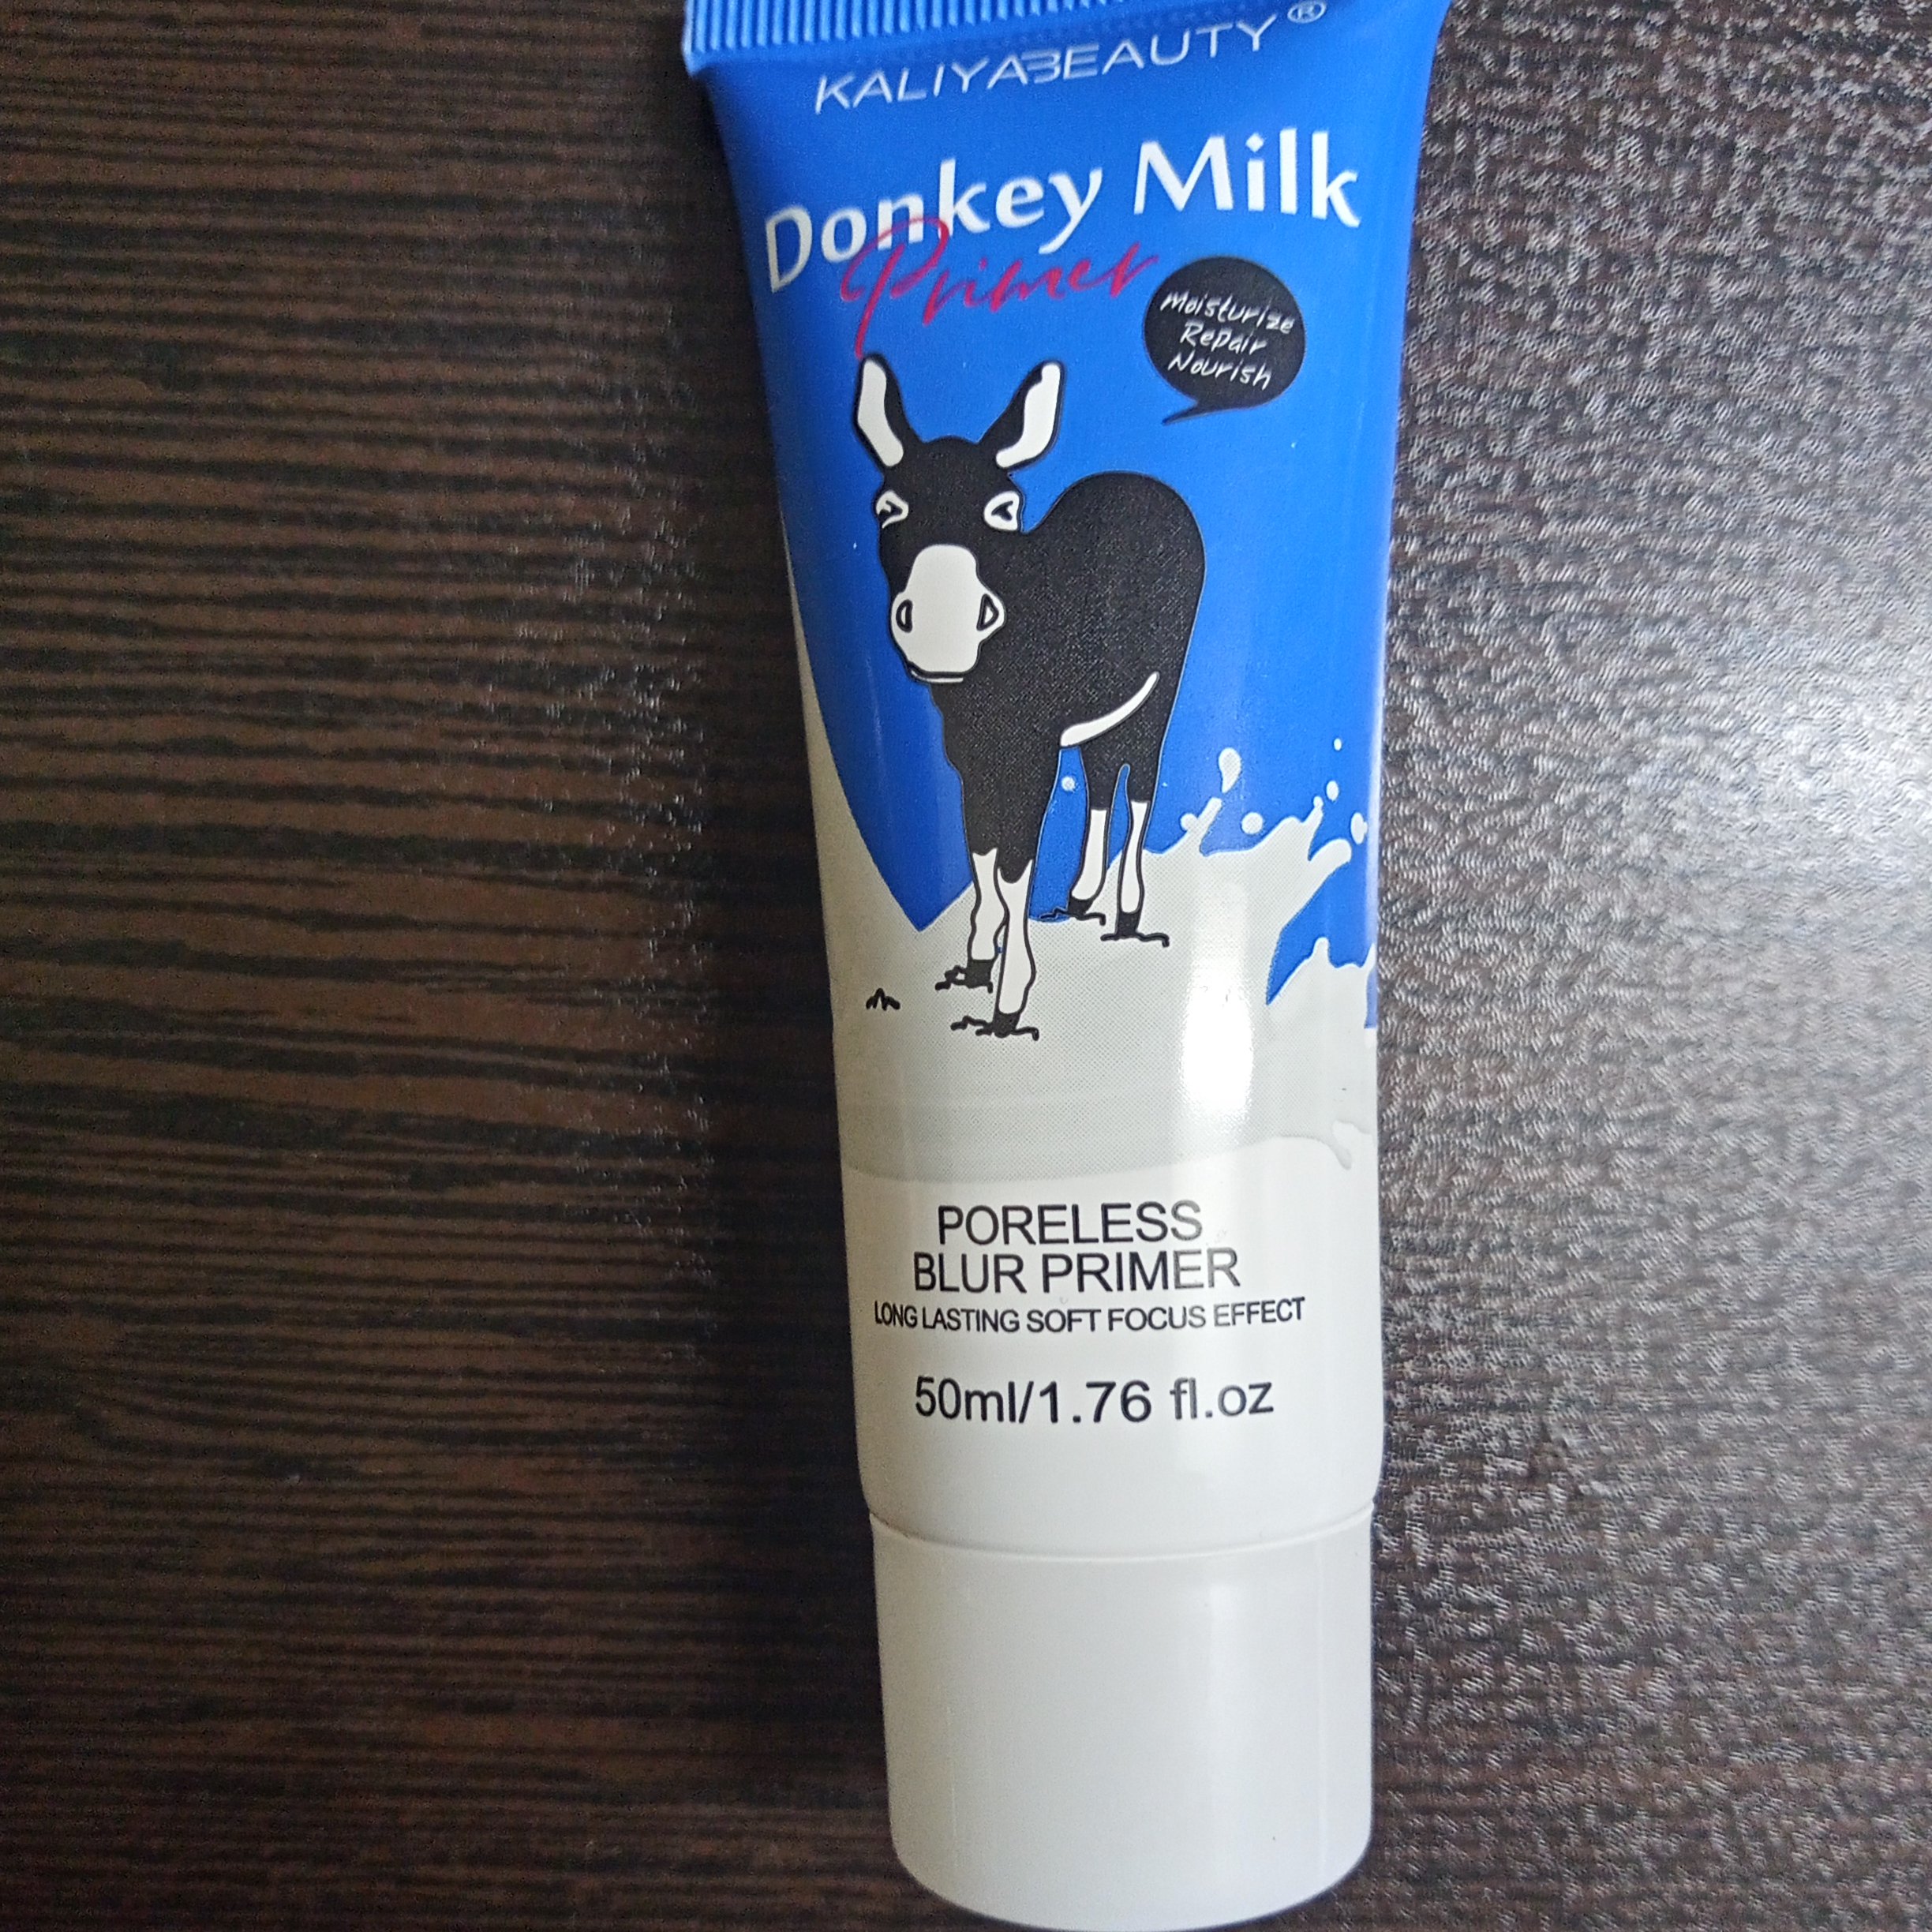 KALIYABEAUTY®
Donkey Milk
Primer
Moisturize
Repair
Nourish
PORELESS
BLUR PRIMER
LONG LASTING SOFT FOCUS EFFECT
50ml/1.76 fl.oz